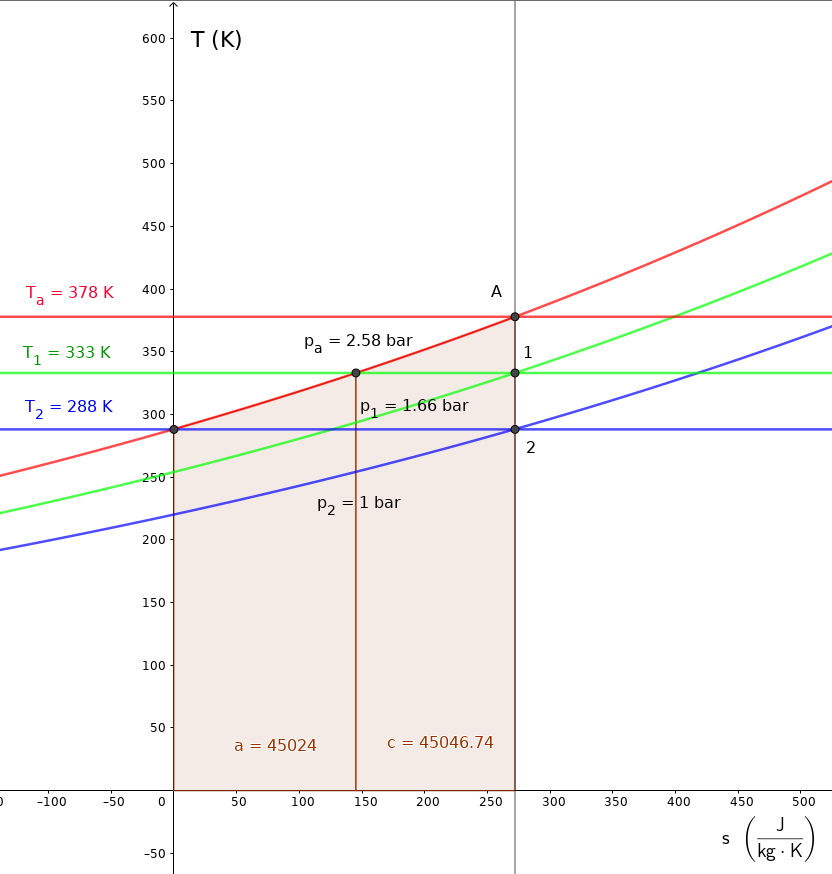 T (K)
600
550
500
450
400
350
300
250
200
150
100
50
0
–50
–100
–50
50
100
150
200
250
300
350
400
450
500
0
Tₐ = 378 K
T₁ = 333 K
T₂ = 288 K
A
1
2
pₐ = 2.58 bar
p₁ = 1.66 bar
p₂ = 1 bar
a = 45024
c = 45046.74
s (J / kg · K)